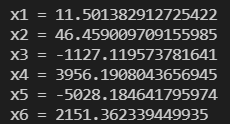 x1 = 11.501382912725422
x2 = 46.459009709155985
x3 = -1127.119573781641
x4 = 3956.1908043656945
x5 = -5028.184641795974
x6 = 2151.362339449935